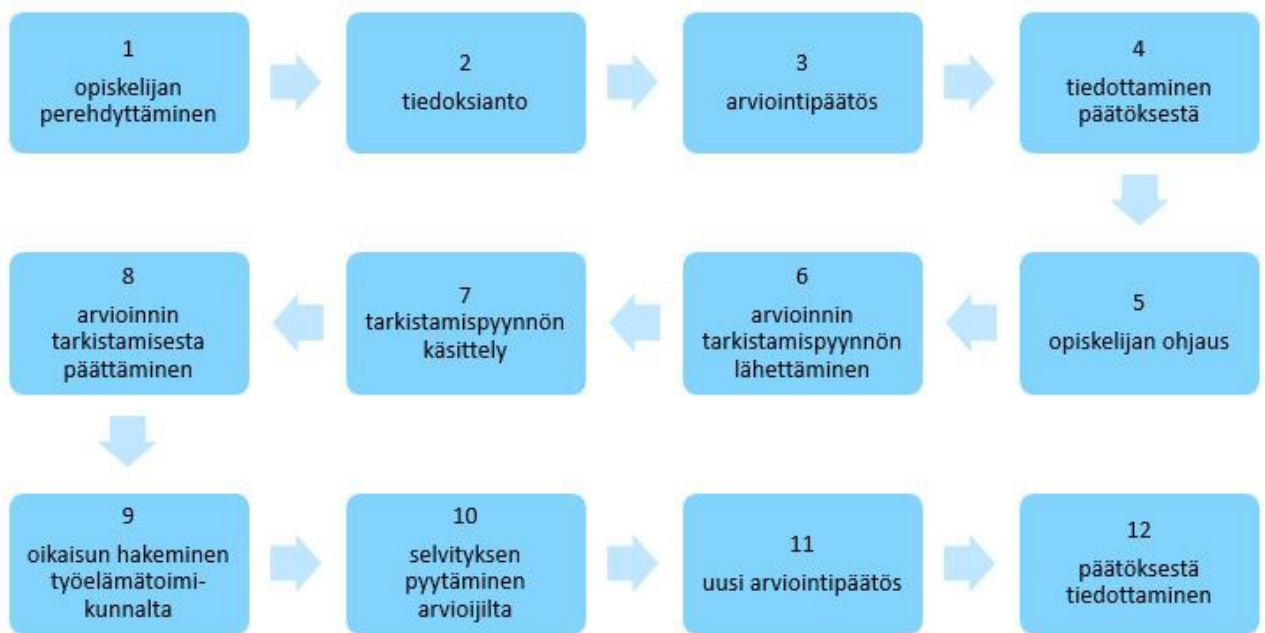 1
opiskelijan
perehdyttäminen
2
tiedoksianto
3
arviointipäätös
4
tiedottaminen
päätöksestä
5
opiskelijan ohjaus
6
arvioinnin
tarkistamispyynnön
lähettäminen
7
tarkistamispyynnön
käsittely
8
arvioinnin
tarkistamisesta
päättäminen
9
oikaisun hakeminen
työelämätoimi-
kunnalta
10
selvityksen
pyytäminen
arvioijilta
11
uusi arviointipäätös
12
päätöksestä
tiedottaminen